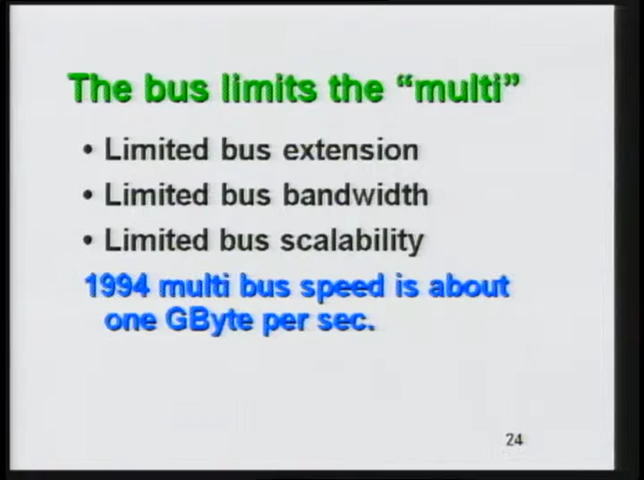 The bus limits the “multi”
• Limited bus extension
• Limited bus bandwidth
• Limited bus scalability
1994 multi bus speed is about
one GByte per sec.
24